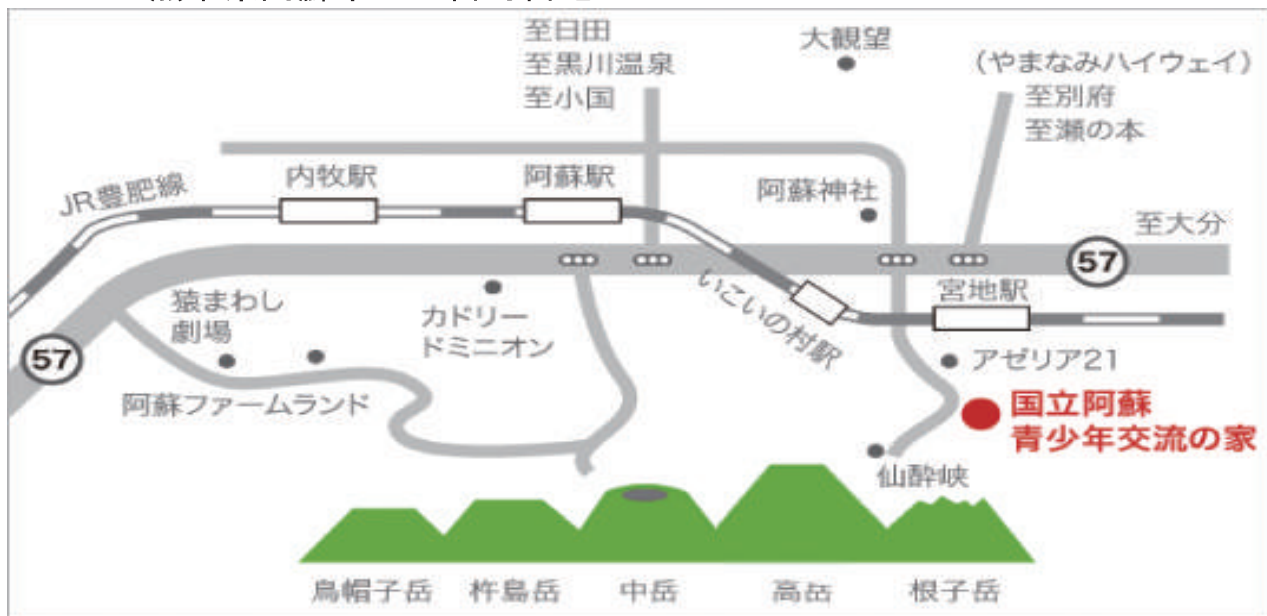 至日田
至黒川温泉
至小国
大観望
(やまなみハイウェイ)
至別府
至瀬の本
JR豊肥線
内牧駅
阿蘇駅
阿蘇神社
至大分
57
いこいの村駅
宮地駅
猿まわし
劇場
カドリー
ドミニオン
57
アゼリア21
阿蘇ファームランド
国立阿蘇
青少年交流の家
仙酔峡
烏帽子岳
杵島岳
中岳
高岳
根子岳